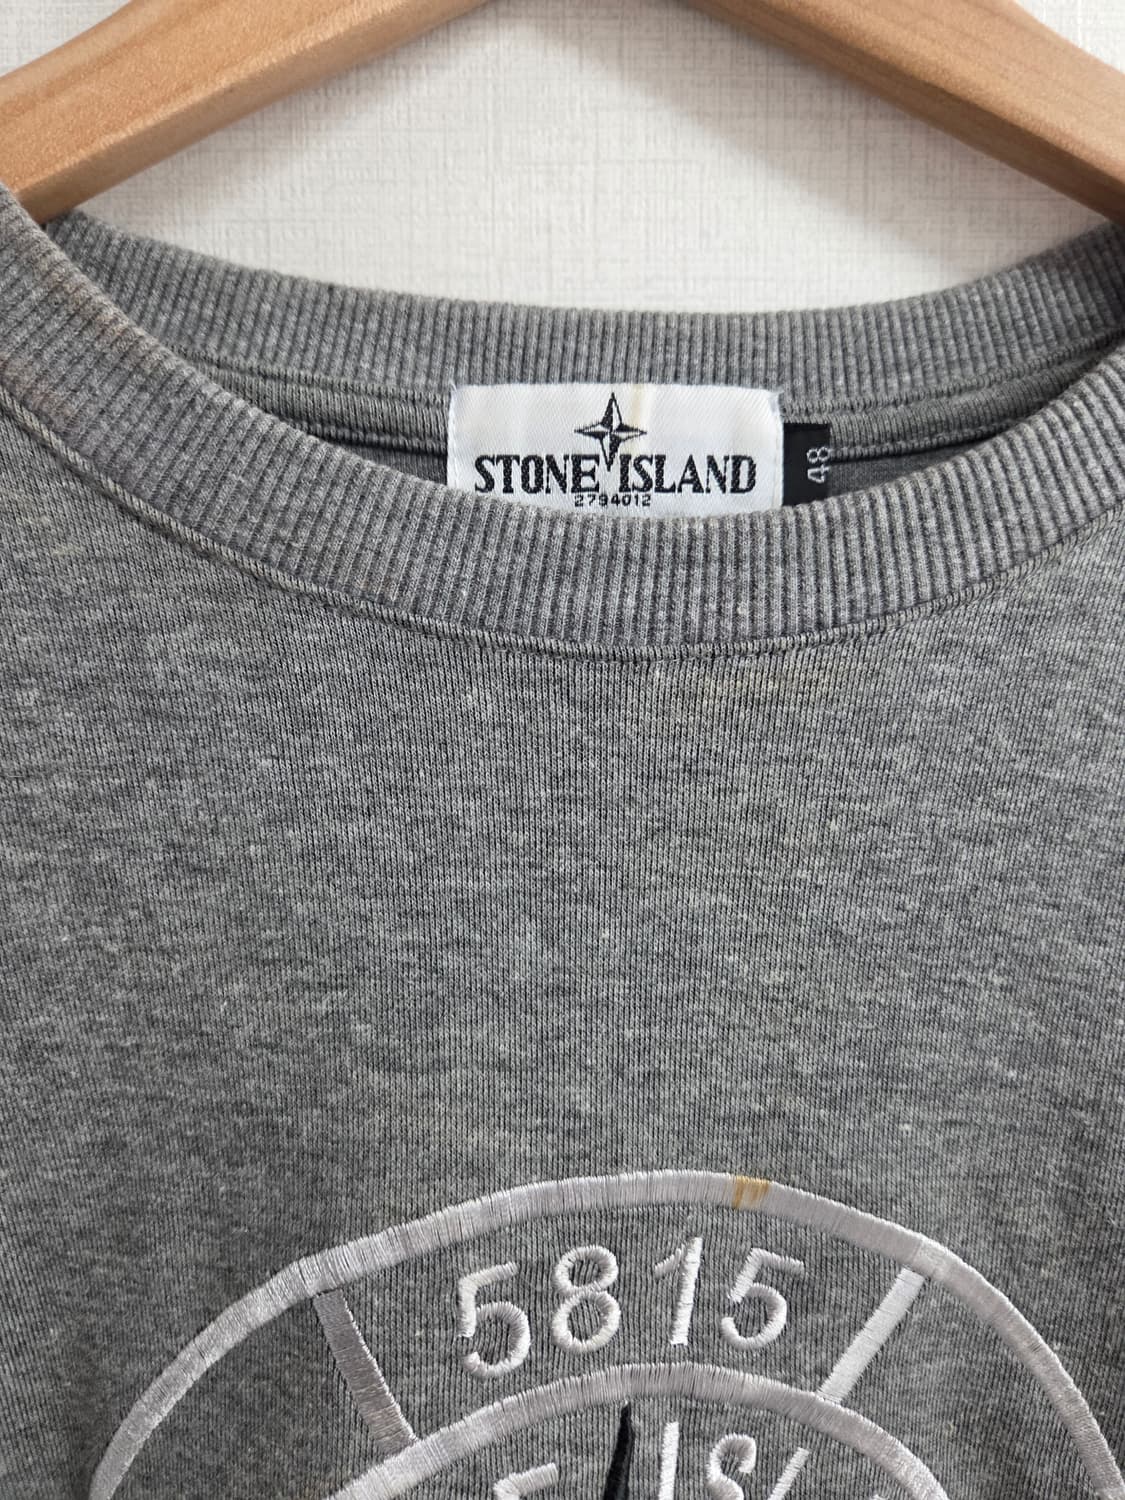 STONE ISLAND
2794012
48
5815